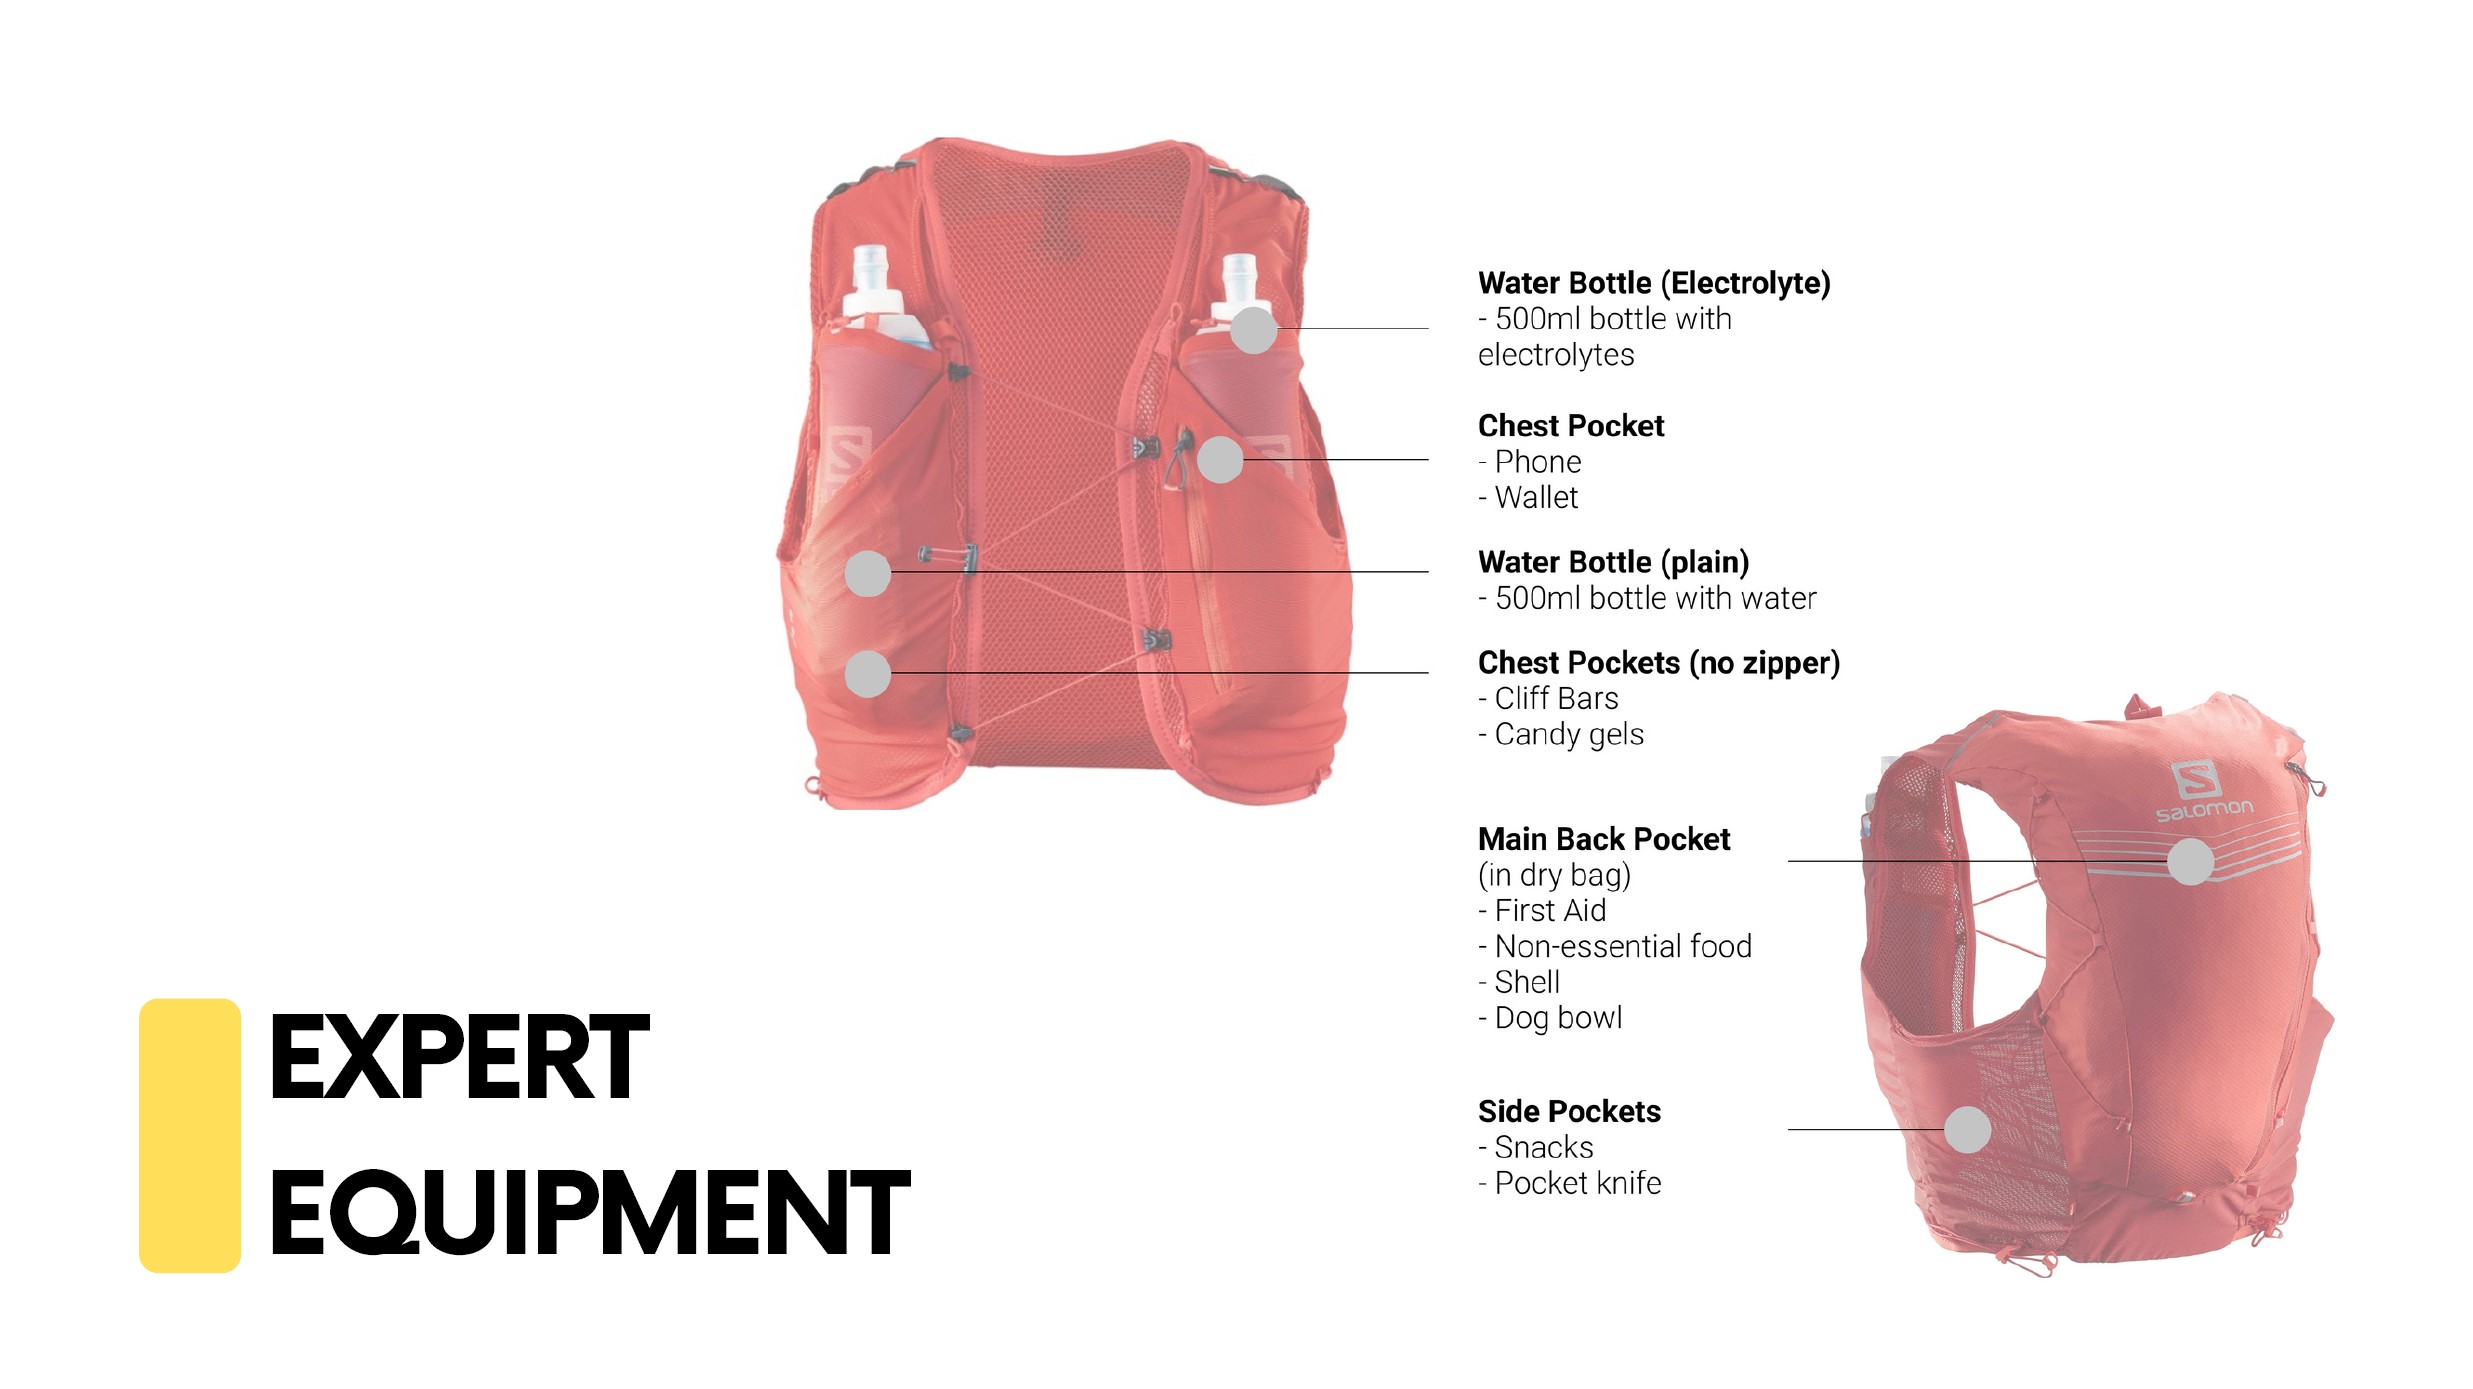 Water Bottle (Electrolyte)
- 500ml bottle with
electrolytes
Chest Pocket
- Phone
- Wallet
Water Bottle (plain)
- 500ml bottle with water
Chest Pockets (no zipper)
- Cliff Bars
- Candy gels
Main Back Pocket
(in dry bag)
- First Aid
- Non-essential food
- Shell
- Dog bowl
Side Pockets
- Snacks
- Pocket knife
S
S
SALOMON
EXPERT
EQUIPMENT